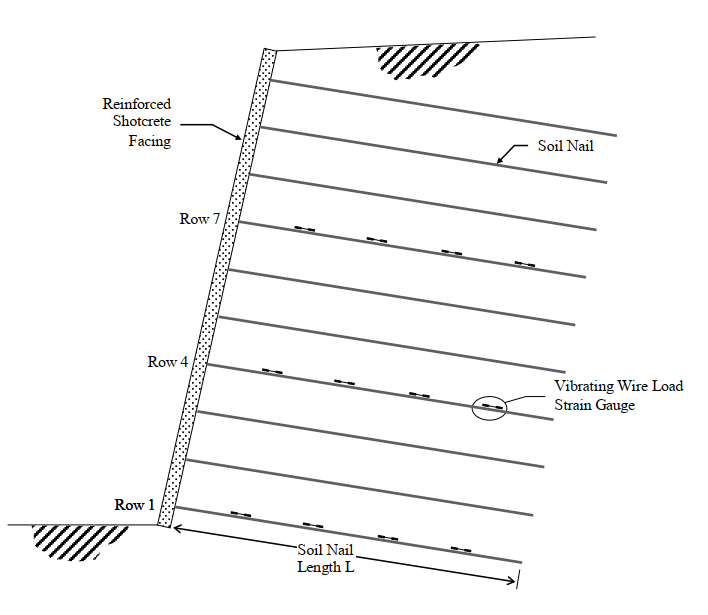 Reinforced
Shotcrete
Facing
Soil Nail
Row 7
Row 4
Vibrating Wire Load
Strain Gauge
Row 1
Soil Nail
Length L